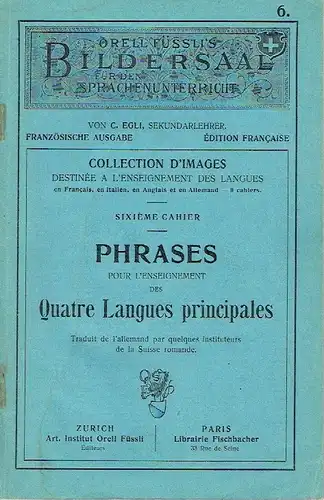 6.
ORELL FÜSSLI'S
BILDERSAAL
FÜR DEN
SPRACHENUNTERRICHT
VON C. EGLI, SEKUNDARLEHRER.
FRANZÖSISCHE AUSGABE ÉDITION FRANÇAISE
COLLECTION D'IMAGES
DESTINÉE A L'ENSEIGNEMENT DES LANGUES
en Français, en Italien, en Anglais et en Allemand — 8 cahiers.
SIXIÈME CAHIER
PHRASES
POUR L'ENSEIGNEMENT
DES
Quatre Langues principales
Traduit de l'allemand par quelques instituteurs
de la Suisse romande.
ZURICH
Art. Institut Orell Füssli
Éditeurs
PARIS
Librairie Fischbacher
33 Rue de Seine